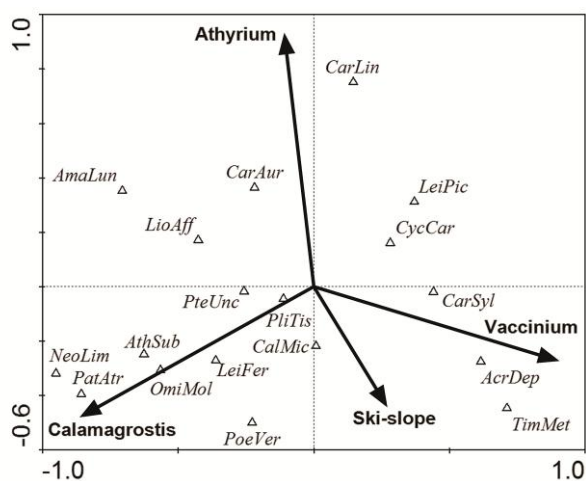 1.0
Athyrium
CarLin
AmaLun
CarAur
LeiPic
LioAff
CycCar
PteUnc
PliTis
CarSyl
Vaccinium
CalMic
NeoLim
AthSub
PatAtr
OmiMol
LeiFer
AcrDep
Calamagrostis
PoeVer
Ski-slope
TimMet
-0.6
-1.0
1.0